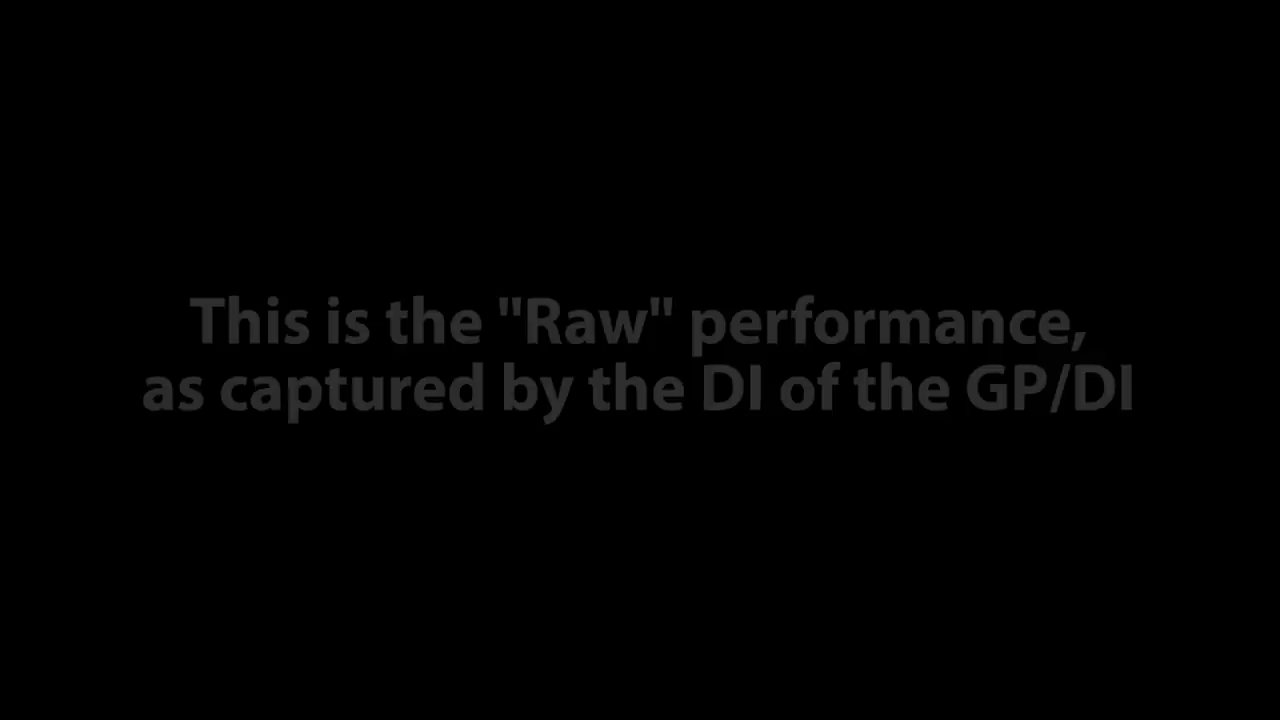 This is the "Raw" performance,
as captured by the DI of the GP/DI